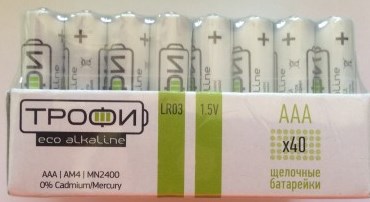 ТРОФИ
eco alkaline
LR03
1,5V
AAA
x40
щелочные
батарейки
AAA | AM4 | MN2400
0% Cadmium/Mercury